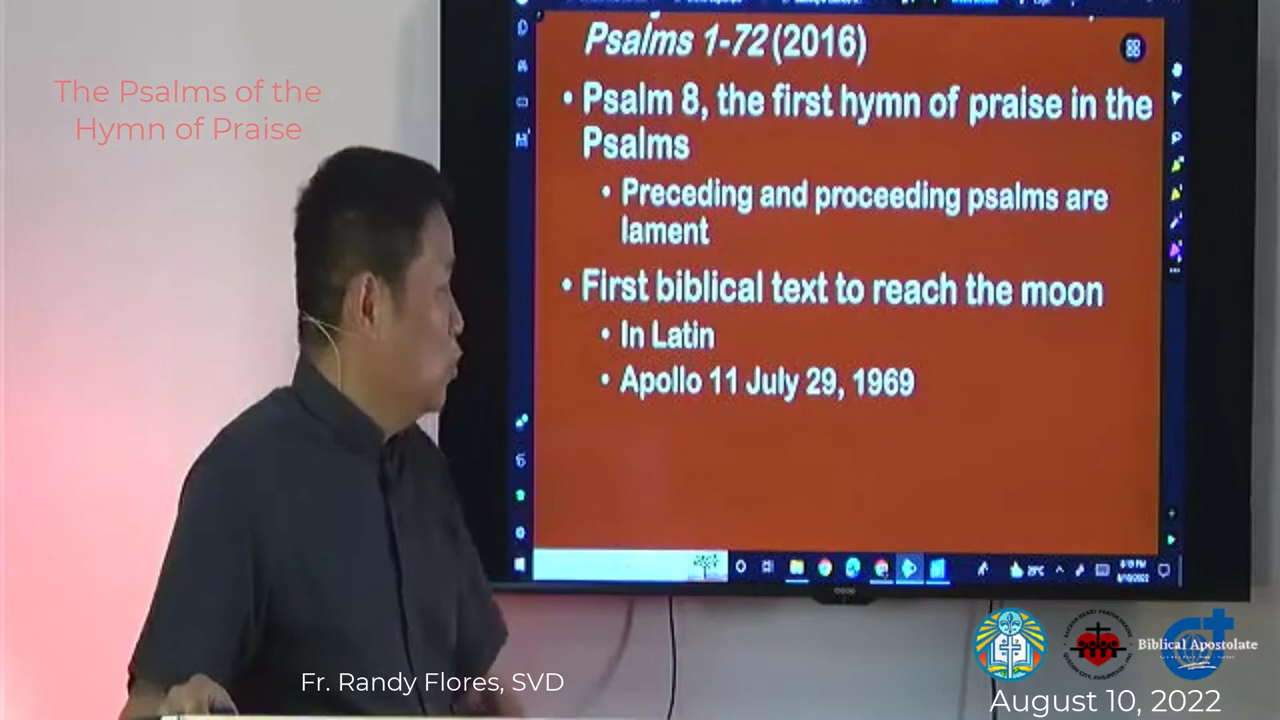 Psalms 1-72 (2016)
The Psalms of the
Hymn of Praise
• Psalm 8, the first hymn of praise in the
Psalms
• Preceding and proceeding psalms are
lament
• First biblical text to reach the moon
• In Latin
• Apollo 11 July 29, 1969
Biblical Apostolate
Fr. Randy Flores, SVD
August 10, 2022